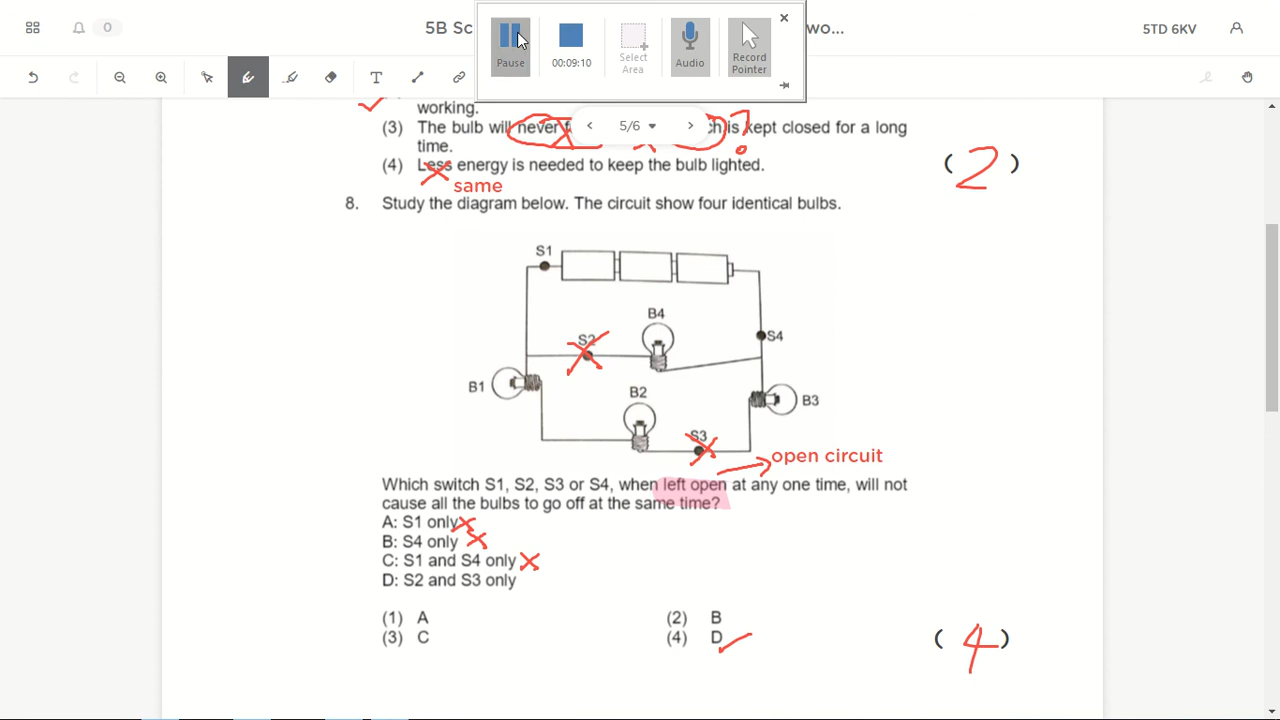 0
5B Sc
wo...
5TD 6KV
Pause
00:09:10
Select
Area
Audio
Record
Pointer
5/6
working.
(3) The bulb will never f ch is kept closed for a long
time.
?
(4) Less energy is needed to keep the bulb lighted.
same
( 2 )
8. Study the diagram below. The circuit show four identical bulbs.
S1
B4
S2
S4
B1
B2
B3
S3
open circuit
Which switch S1, S2, S3 or S4, when left open at any one time, will not
cause all the bulbs to go off at the same time?
A: S1 only
B: S4 only
C: S1 and S4 only
D: S2 and S3 only
(1) A (2) B
(3) C (4) D
( 4 )